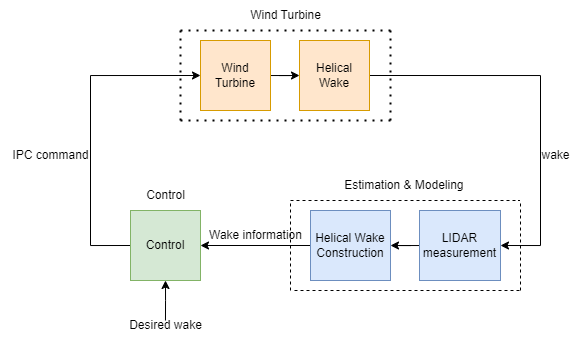 Wind Turbine
Wind
Turbine
Helical
Wake
IPC command
wake
Estimation & Modeling
Control
Control
Wake information
Helical Wake
Construction
LIDAR
measurement
Desired wake